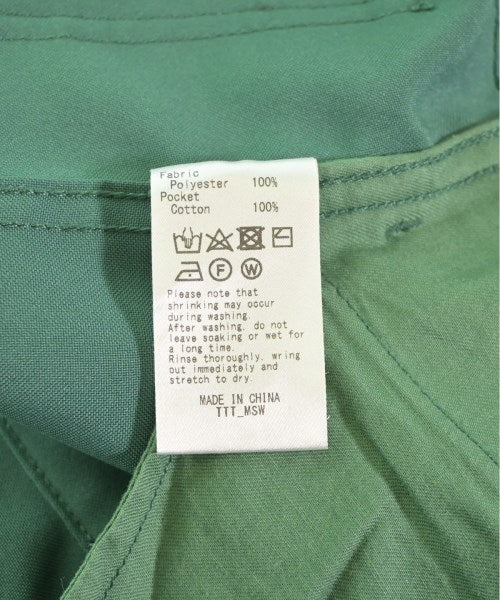 Fabric
Polyester 100%
Pocket
Cotton 100%
F W
Please note that
shrinking may occur
during washing.
After washing, do not
leave soaking or wet for
a long time.
Rinse thoroughly, wring
out immediately and
stretch to dry.
MADE IN CHINA
TTT_MSW